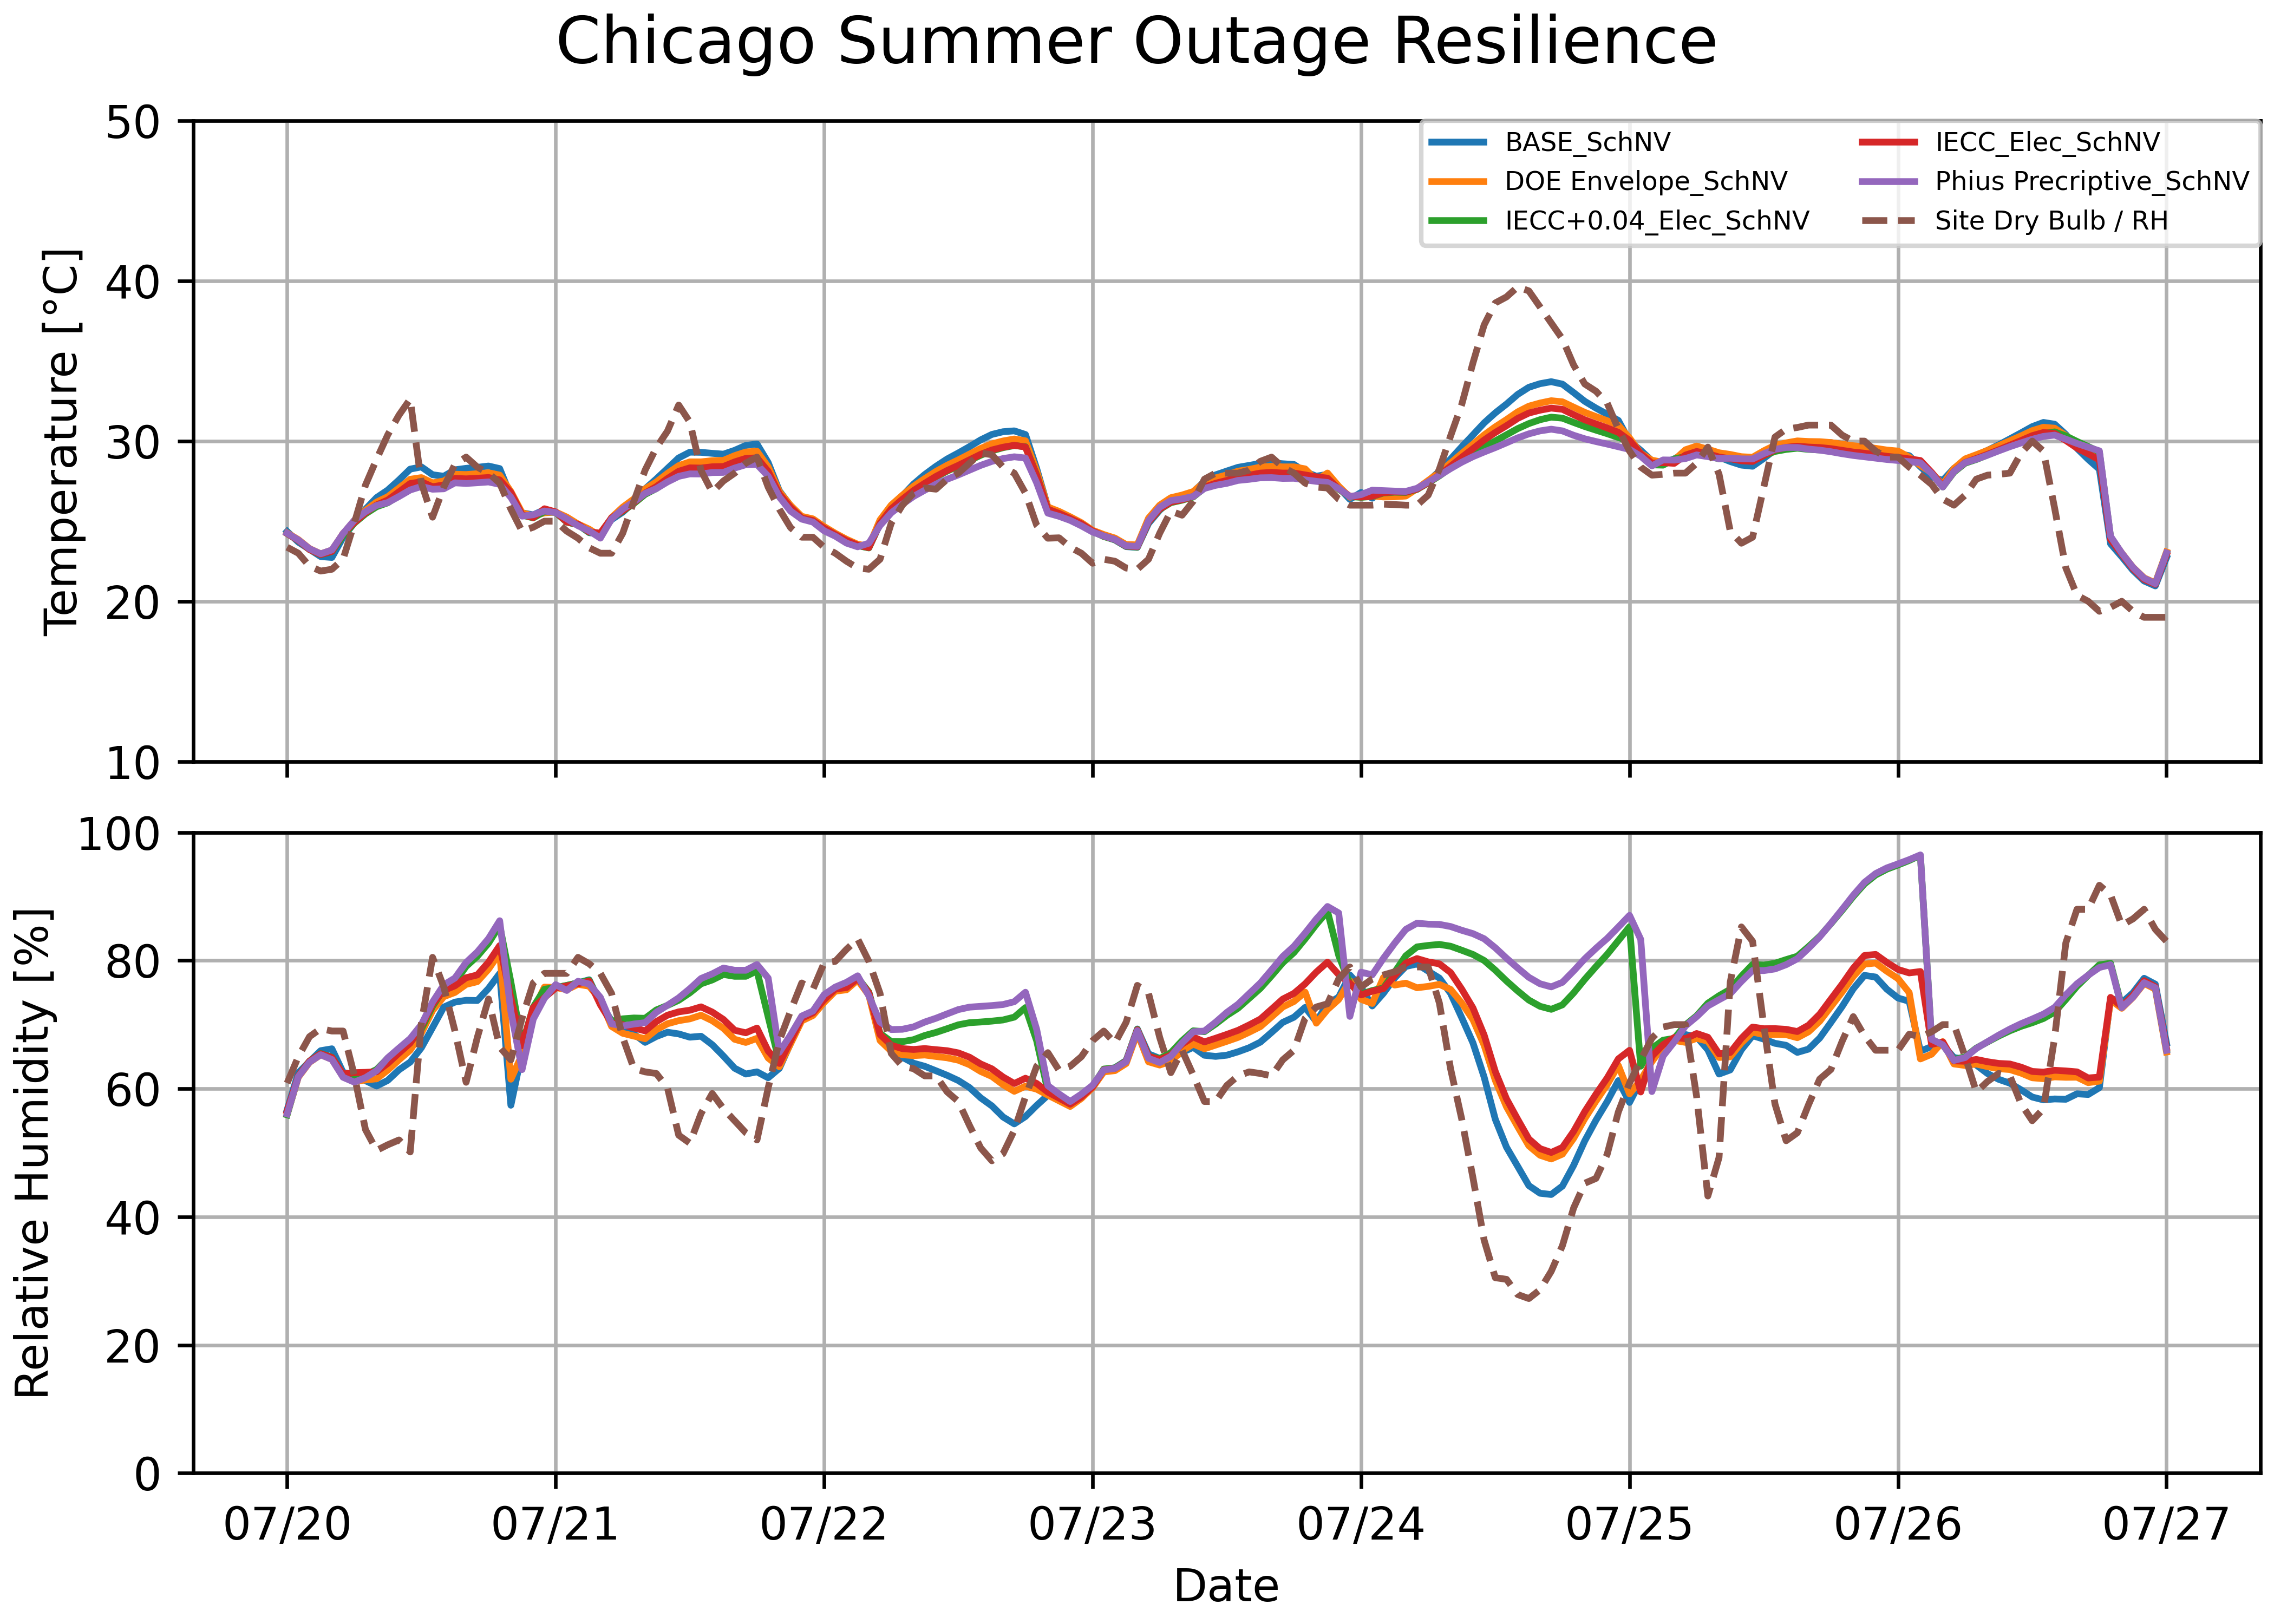 Chicago Summer Outage Resilience
50
40
30
20
10
Temperature [°C]
BASE_SchNV
DOE Envelope_SchNV
IECC+0.04_Elec_SchNV
IECC_Elec_SchNV
Phius Precriptive_SchNV
Site Dry Bulb / RH
100
80
60
40
20
0
Relative Humidity [%]
07/20 07/21 07/22 07/23 07/24 07/25 07/26 07/27
Date